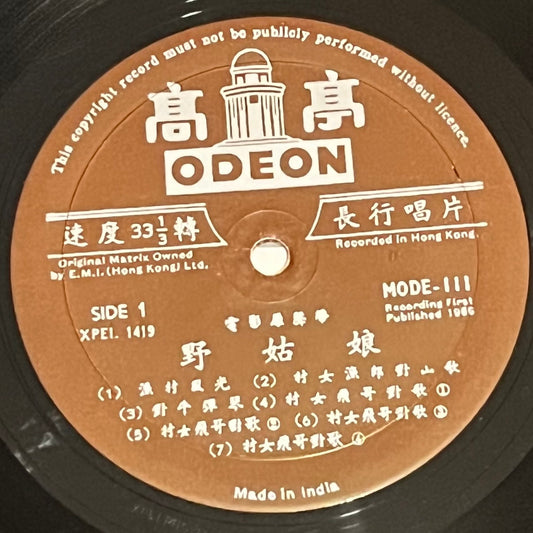 This copyright record must not be publicly performed without licence.
高亭
ODEON
速度33⅓轉
長行唱片
Original Matrix Owned
by E.M.I. (Hong Kong) Ltd.
Recorded in Hong Kong.
SIDE 1
XPEI. 1419
MODE-111
Recording First
Published 1966
電影原聲帶
野姑娘
(1) 漁村風光 (2) 村女漁郎野山歌
(3) 對牛彈琴 (4) 村女飛哥對歌①
(5) 村女飛哥對歌② (6) 村女飛哥對歌③
(7) 村女飛哥對歌④
Made in India